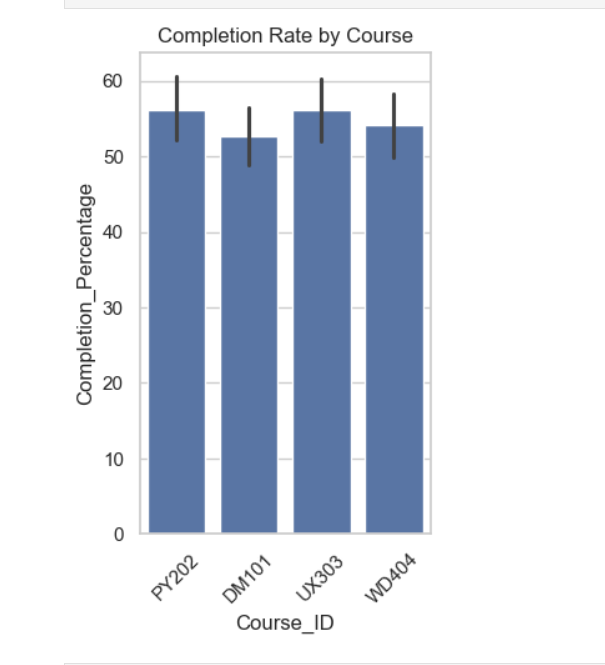 Completion Rate by Course
Completion_Percentage
60
50
40
30
20
10
0
PY202
DM101
UX303
WD404
Course_ID